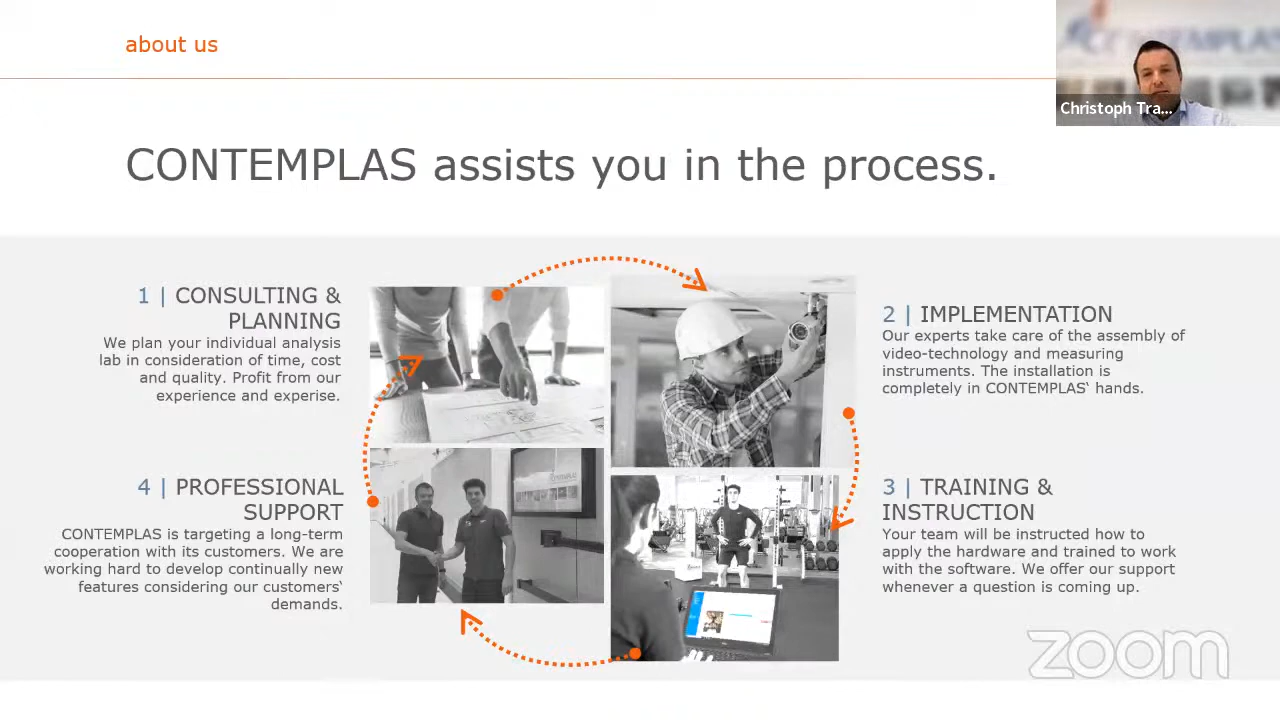 about us
Christoph Tra...
CONTEMPLAS assists you in the process.
1 | CONSULTING &
PLANNING
We plan your individual analysis
lab in consideration of time, cost
and quality. Profit from our
experience and experise.
2 | IMPLEMENTATION
Our experts take care of the assembly of
video-technology and measuring
instruments. The installation is
completely in CONTEMPLAS‘ hands.
4 | PROFESSIONAL
SUPPORT
CONTEMPLAS is targeting a long-term
cooperation with its customers. We are
working hard to develop continually new
features considering our customers‘
demands.
3 | TRAINING &
INSTRUCTION
Your team will be instructed how to
apply the hardware and trained to work
with the software. We offer our support
whenever a question is coming up.
zoom